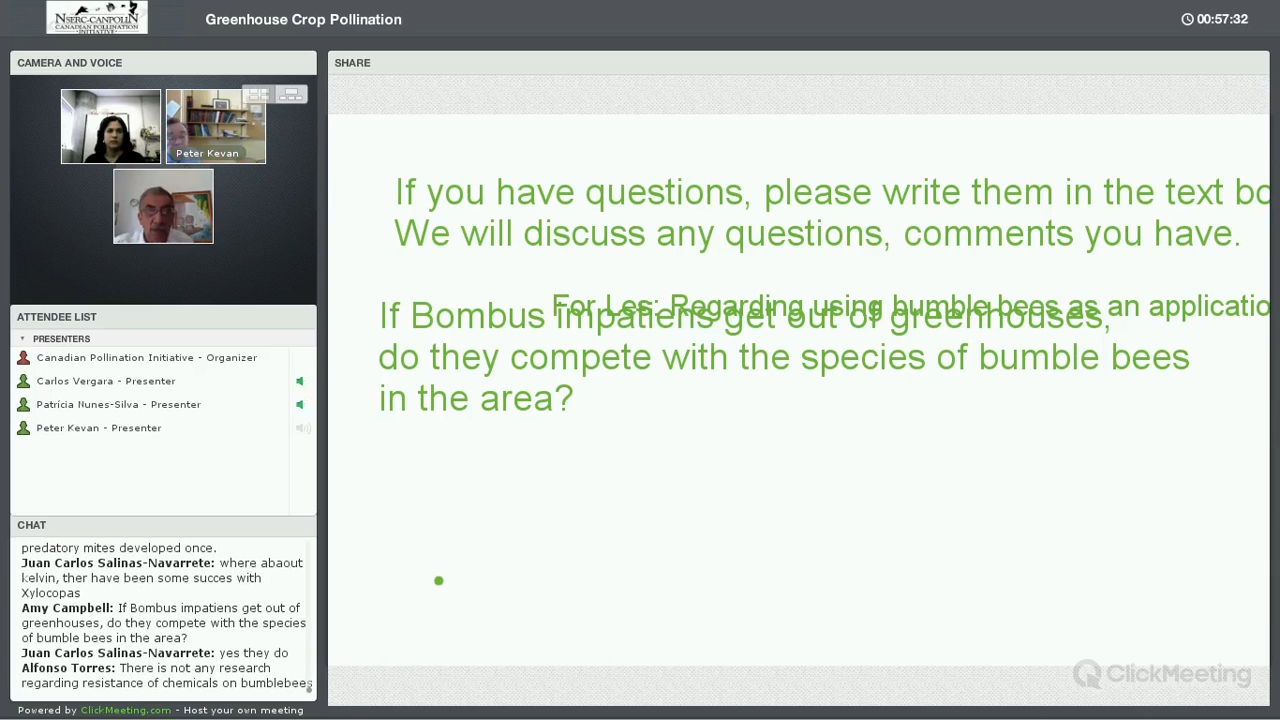 NSERC-CANPOLIN
CANADIAN POLLINATION
INITIATIVE
Greenhouse Crop Pollination
00:57:32
CAMERA AND VOICE
Peter Kevan
ATTENDEE LIST
PRESENTERS
Canadian Pollination Initiative - Organizer
Carlos Vergara - Presenter
Patrícia Nunes-Silva - Presenter
Peter Kevan - Presenter
CHAT
predatory mites developed once.
Juan Carlos Salinas-Navarrete: where abaout
kelvin, ther have been some succes with
Xylocopas
Amy Campbell: If Bombus impatiens get out of
greenhouses, do they compete with the species
of bumble bees in the area?
Juan Carlos Salinas-Navarrete: yes they do
Alfonso Torres: There is not any research
regarding resistance of chemicals on bumblebees
Powered by ClickMeeting.com - Host your own meeting
SHARE
If you have questions, please write them in the text bo
We will discuss any questions, comments you have.
For Les: Regarding using bumble bees as an applicatio
If Bombus impatiens get out of greenhouses,
do they compete with the species of bumble bees
in the area?
ClickMeeting